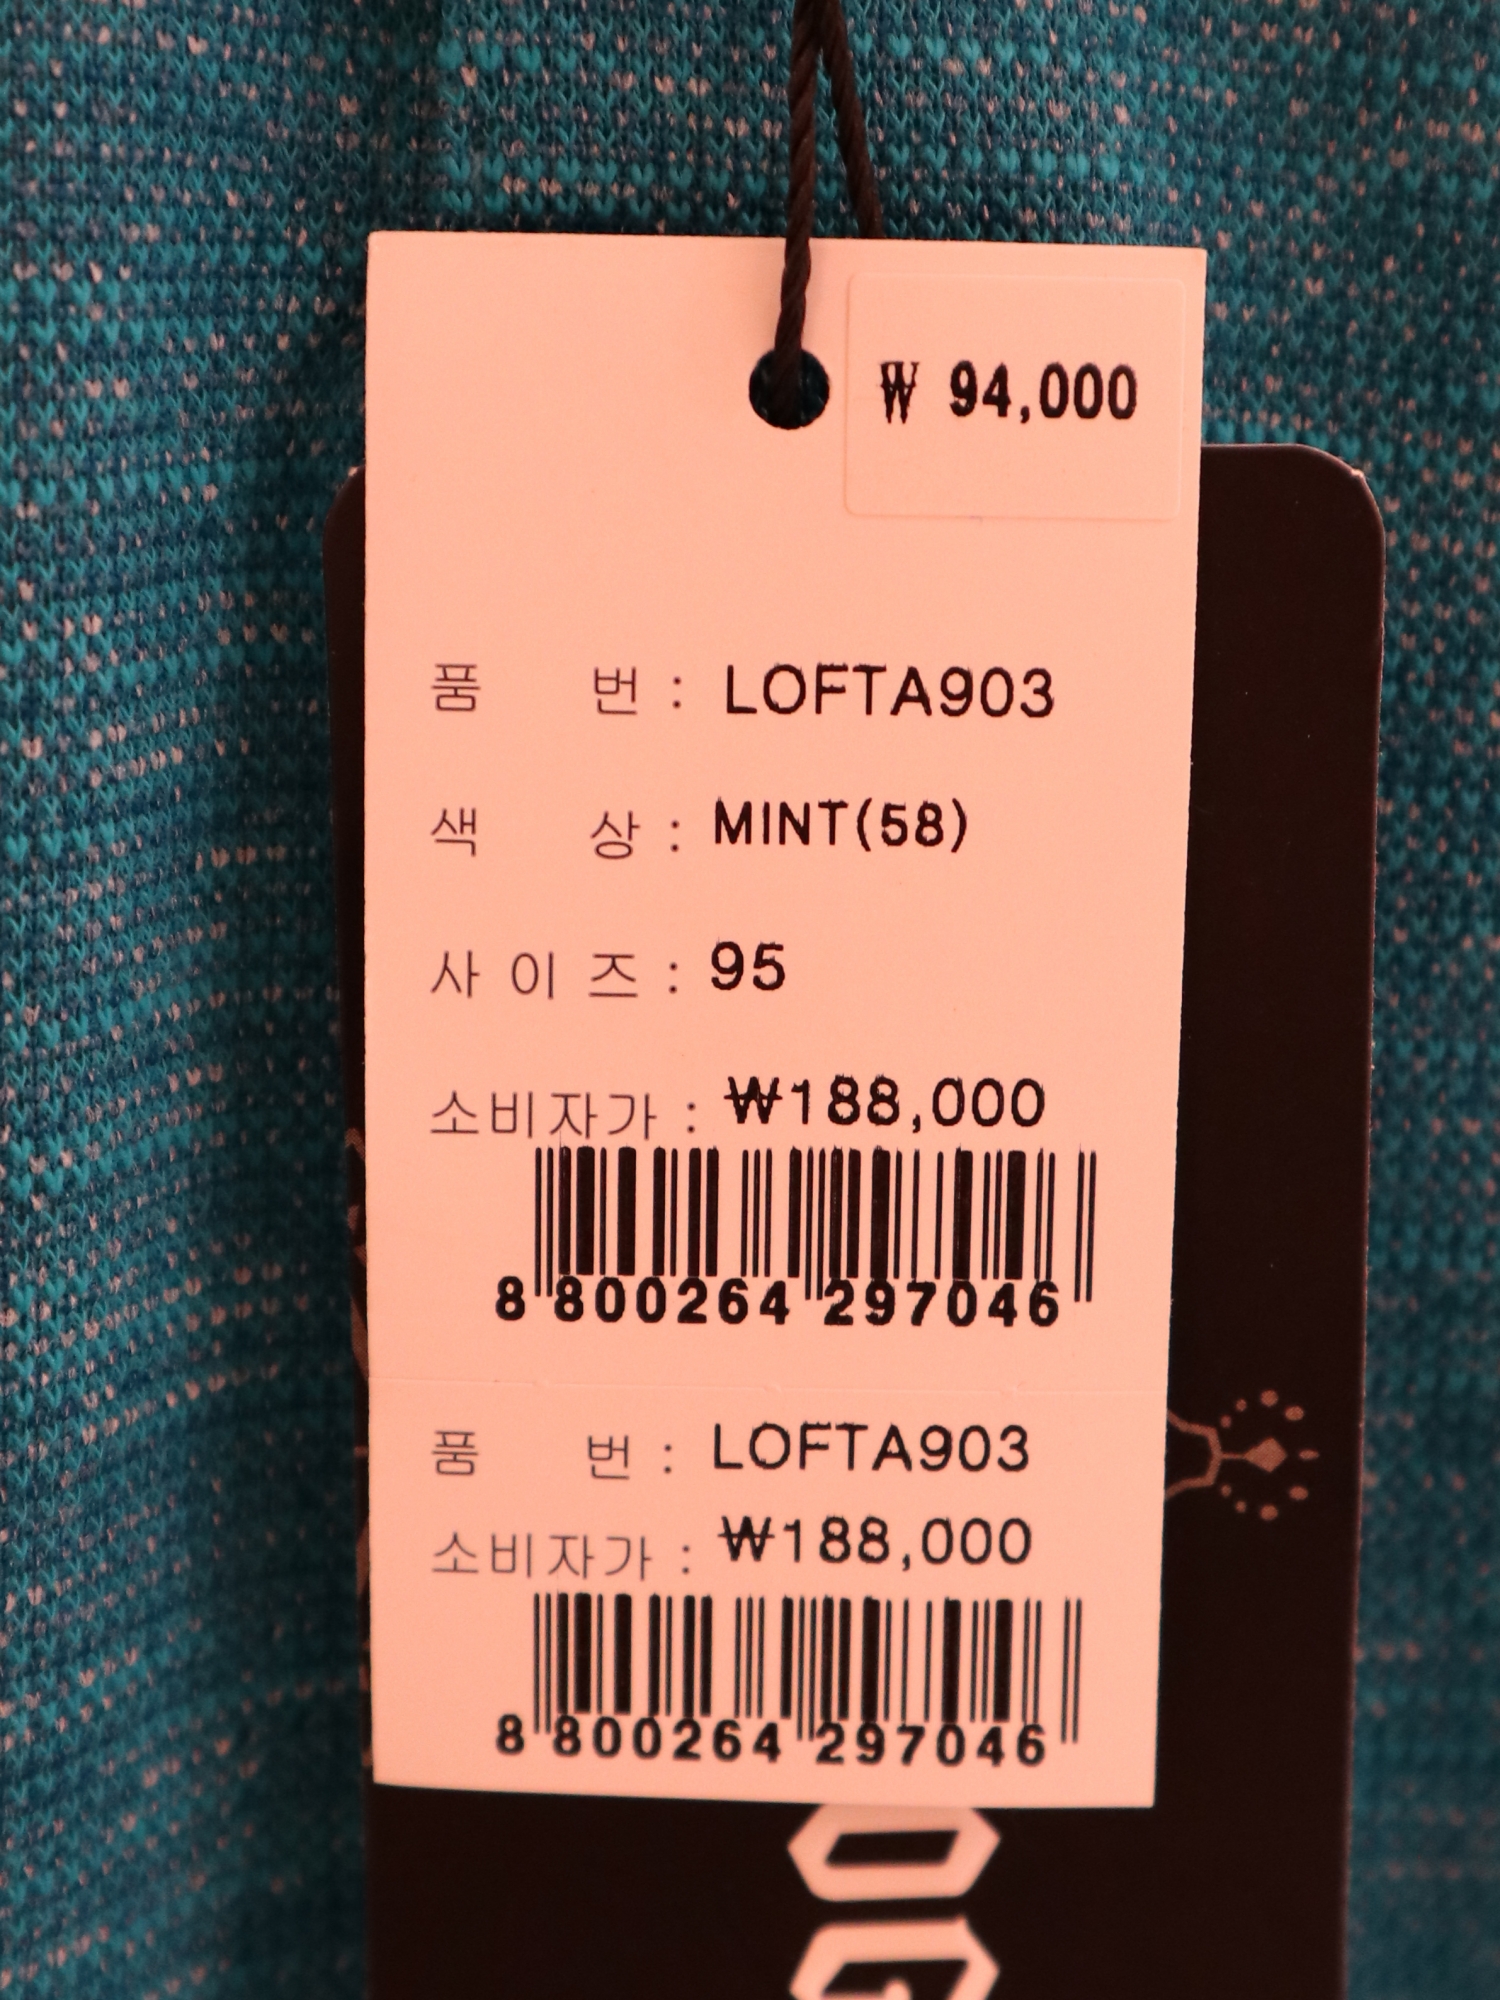 ₩ 94,000
품 번 : LOFTA903
색 상 : MINT(58)
사 이 즈 : 95
소비자가 : ₩188,000
8 800264 297046
품 번 : LOFTA903
소비자가 : ₩188,000
8 800264 297046